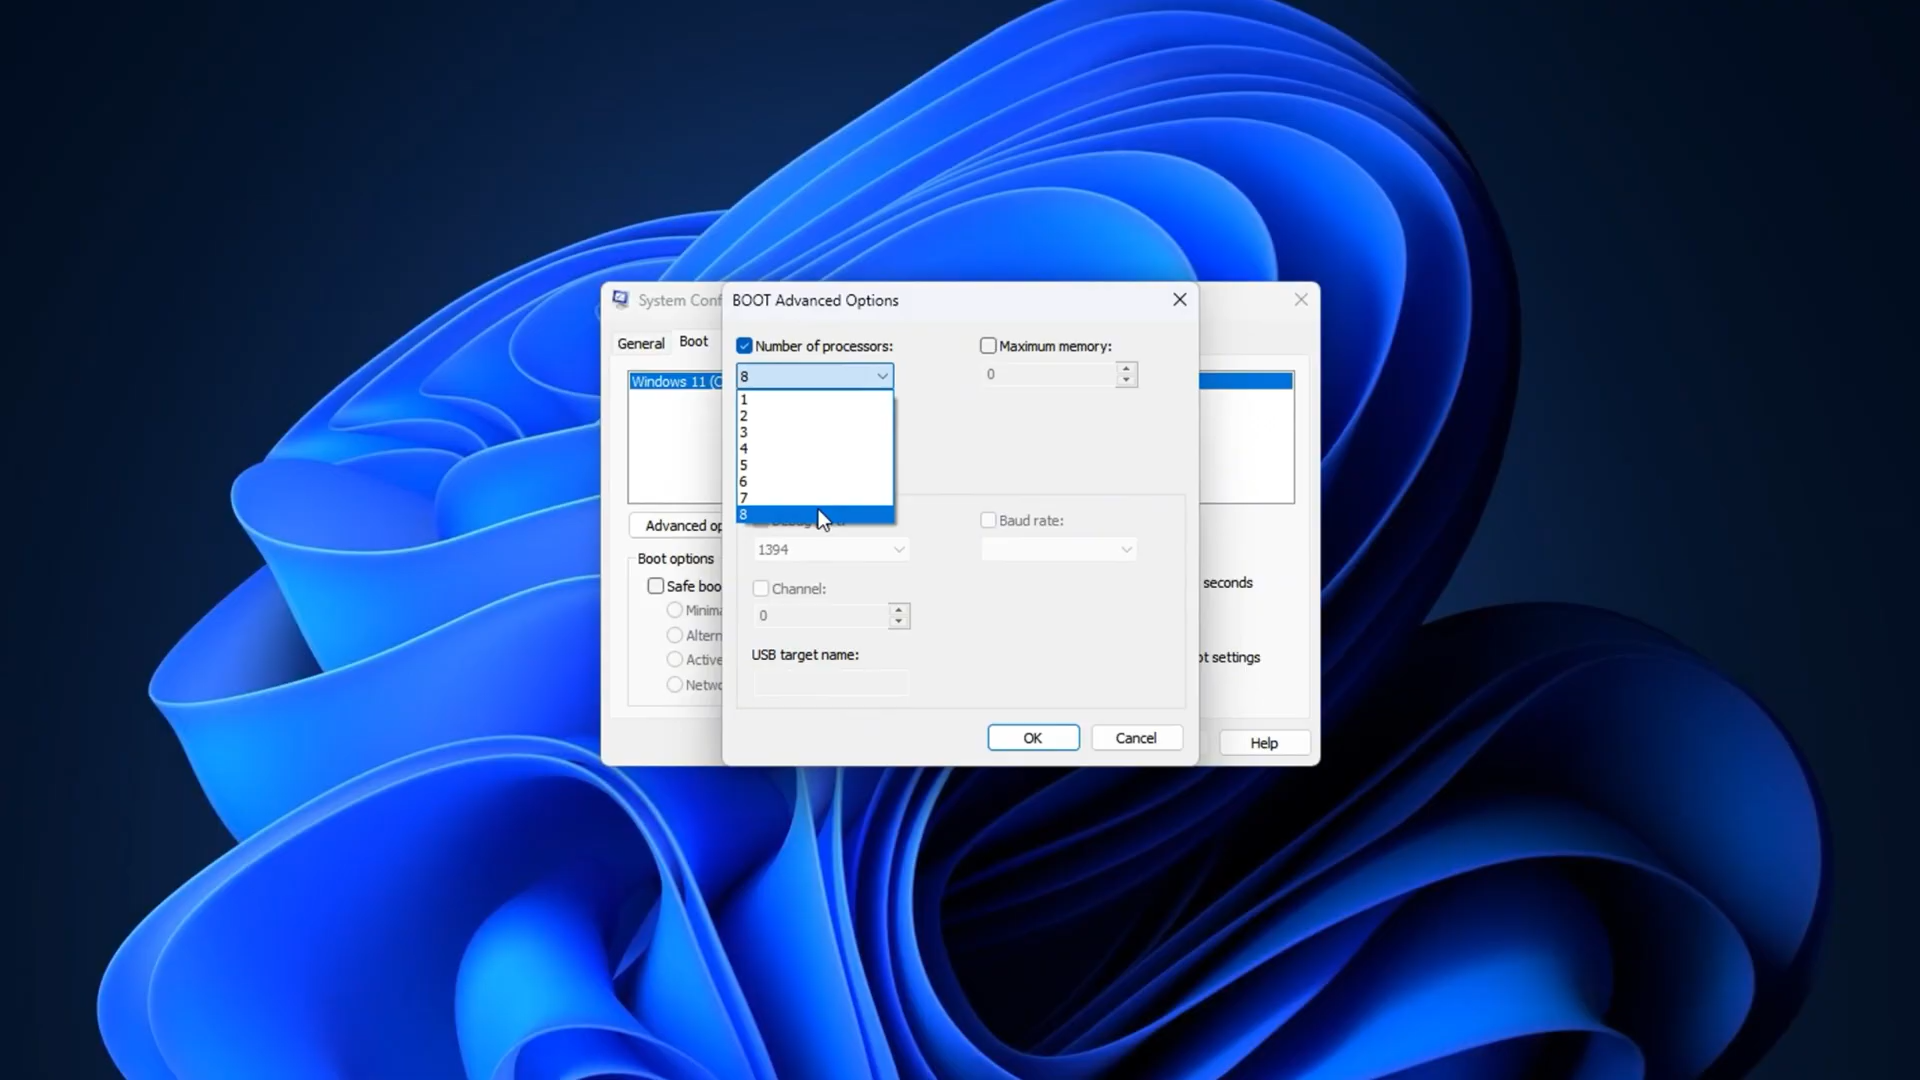 System Conf
BOOT Advanced Options
General
Boot
Number of processors:
Maximum memory:
8
0
Windows 11 (C
1
2
3
4
5
6
7
8
Advanced op
Baud rate:
1394
Boot options
Safe boo
Channel:
seconds
Minima
0
Altern
USB target name:
Active
ot settings
Netwo
OK
Cancel
Help